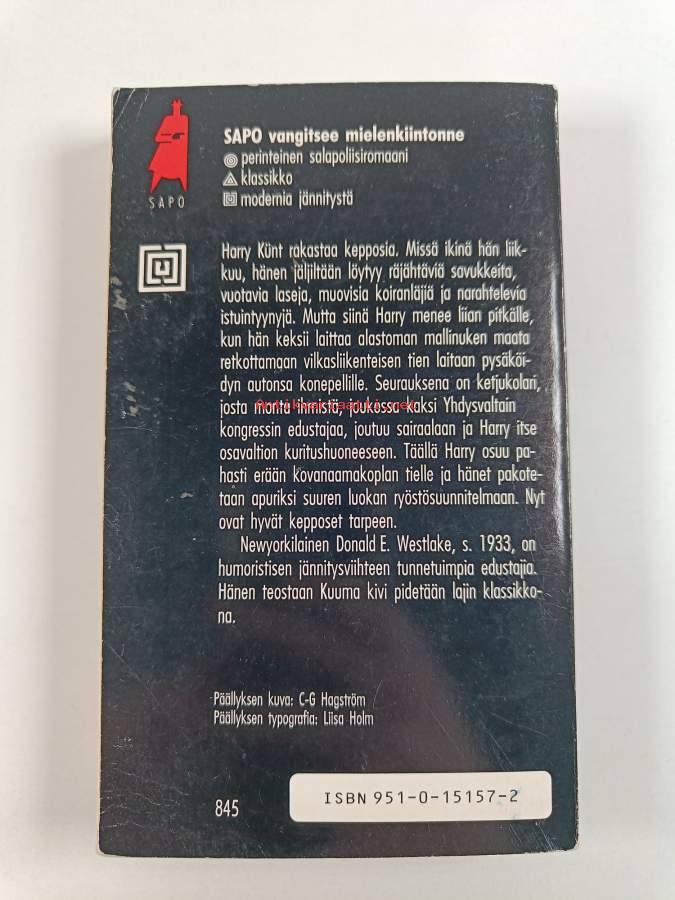 SAPO vangitsee mielenkiintonne
perinteinen salapoliisiromaani
klassikko
modernia jännitystä
SAPO
Harry Künt rakastaa kepposia. Missä ikinä hän liik-
kuu, hänen jäljiltään löytyy räjähtäviä savukkeita,
vuotavia laseja, muovisia koiranläjiä ja narahtelevia
istuintyynyjä. Mutta siinä Harry menee liian pitkälle,
kun hän keksii laittaa alastoman mallinuken maata
retkottamaan vilkasliikenteisen tien laitaan pysäköi-
dyn autonsa konepellille. Seurauksena on ketjukolari,
josta monta ihmistä, joukossa kaksi Yhdysvaltain
Antikvariaatti.net
kongressin edustajaa, joutuu sairaalaan ja Harry itse
osavaltion kuritushuoneeseen. Täällä Harry osuu pa-
hasti erään kovanaamakoplan tielle ja hänet pakote-
taan apuriksi suuren luokan ryöstösuunnitelmaan. Nyt
ovat hyvät kepposet tarpeen.
Newyorkilainen Donald E. Westlake, s. 1933, on
humoristisen jännitysviihteen tunnetuimpia edustajia.
Hänen teostaan Kuuma kivi pidetään lajin klassikko-
na.
Päällyksen kuva: C-G Hagström
Päällyksen typografia: Liisa Holm
845
ISBN 951-0-15157-2